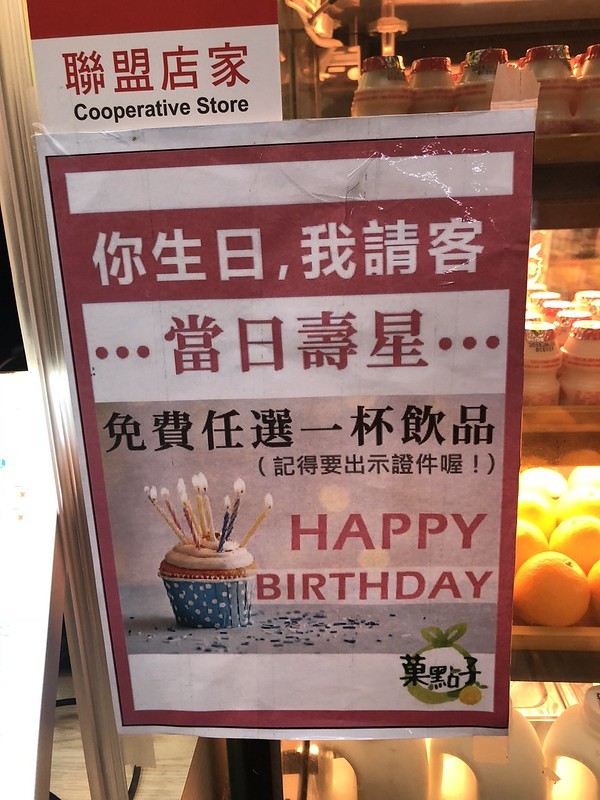 聯盟店家
Cooperative Store
你生日,我請客
•••當日壽星•••
免費任選一杯飲品
(記得要出示證件喔!)
HAPPY
BIRTHDAY
菓點子